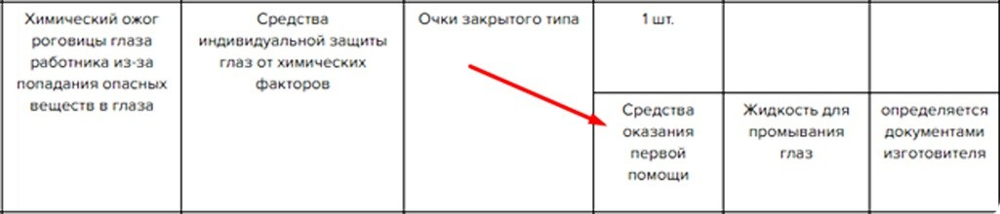 Химический ожог
роговицы глаза
работника из-за
попадания опасных
веществ в глаза
Средства
индивидуальной защиты
глаз от химических
факторов
Очки закрытого типа
1 шт.
Средства
оказания
первой
помощи
Жидкость для
промывания
глаз
определяется
документами
изготовителя